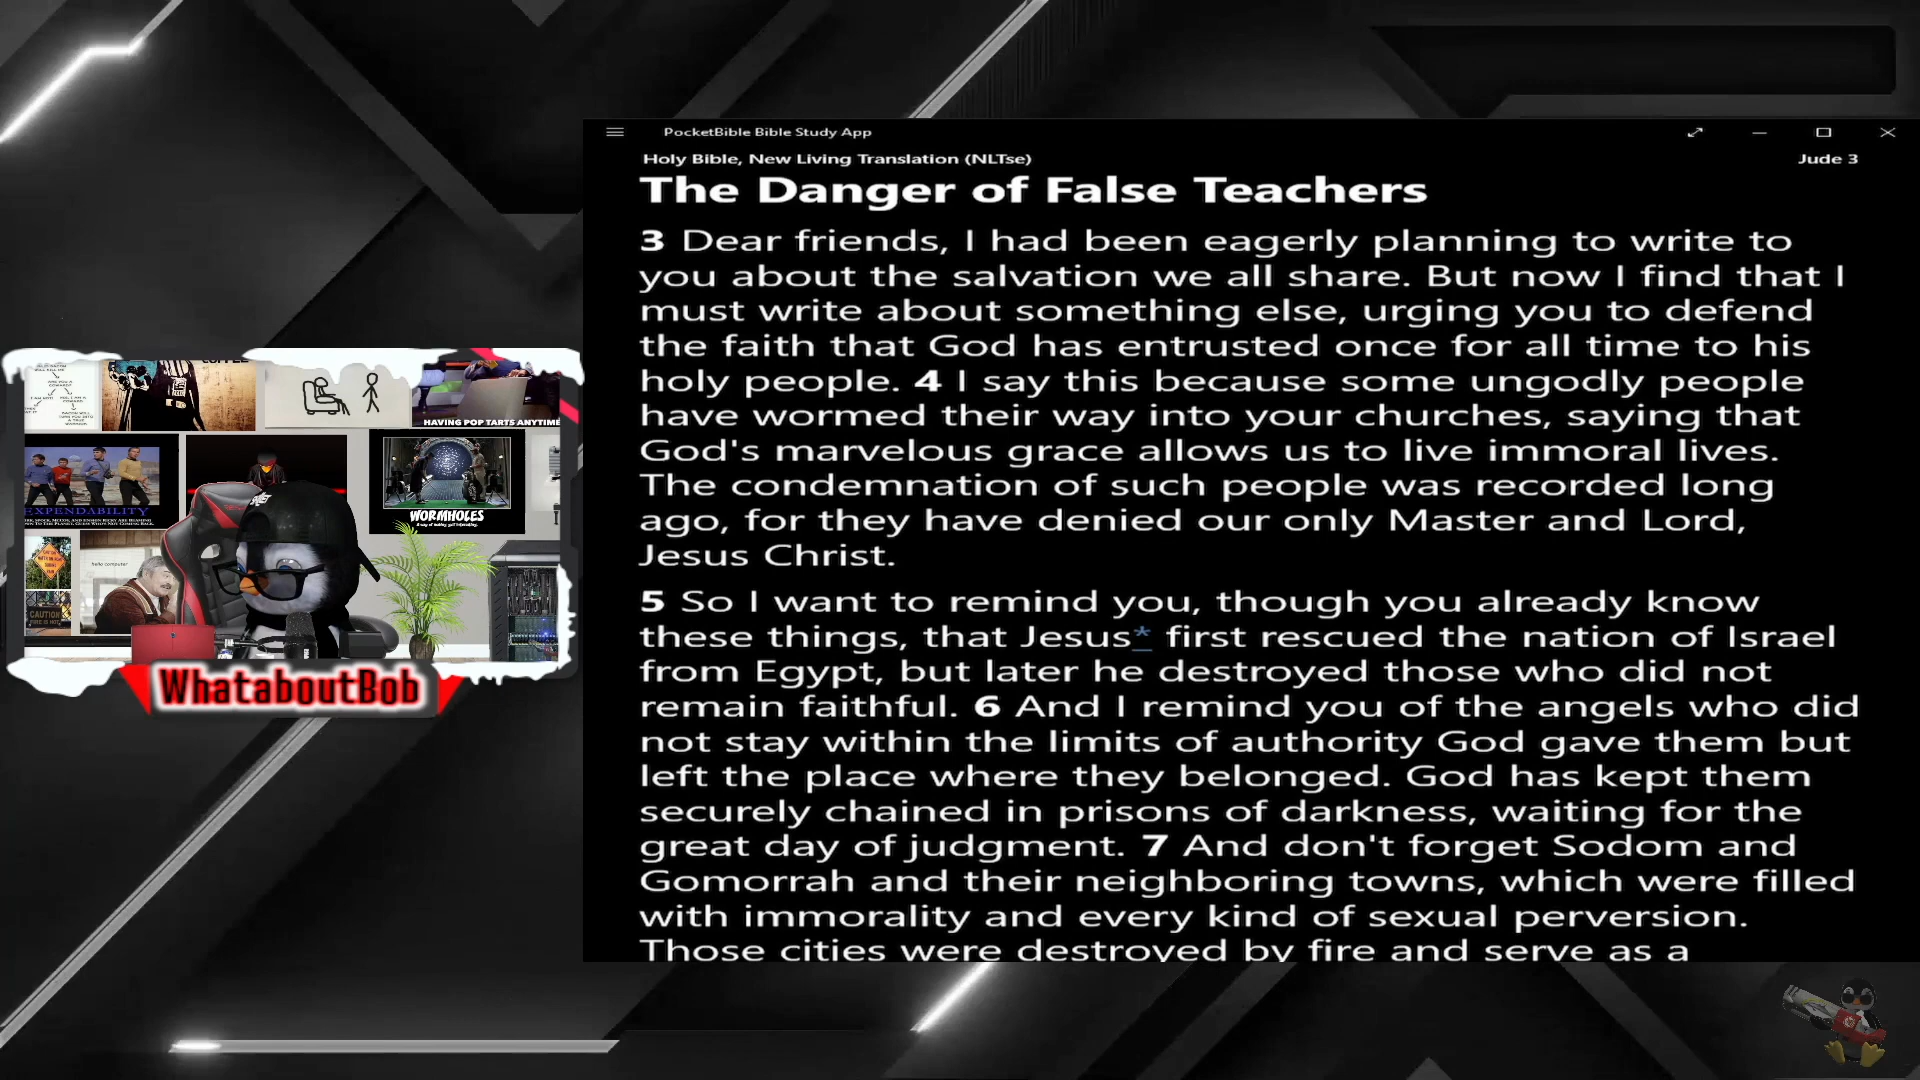 PocketBible Bible Study App
Holy Bible, New Living Translation (NLTse)
Jude 3
The Danger of False Teachers
3 Dear friends, I had been eagerly planning to write to
you about the salvation we all share. But now I find that I
must write about something else, urging you to defend
the faith that God has entrusted once for all time to his
holy people. 4 I say this because some ungodly people
have wormed their way into your churches, saying that
God's marvelous grace allows us to live immoral lives.
The condemnation of such people was recorded long
ago, for they have denied our only Master and Lord,
Jesus Christ.
5 So I want to remind you, though you already know
these things, that Jesus* first rescued the nation of Israel
from Egypt, but later he destroyed those who did not
remain faithful. 6 And I remind you of the angels who did
not stay within the limits of authority God gave them but
left the place where they belonged. God has kept them
securely chained in prisons of darkness, waiting for the
great day of judgment. 7 And don't forget Sodom and
Gomorrah and their neighboring towns, which were filled
with immorality and every kind of sexual perversion.
Those cities were destroyed by fire and serve as a
HAVING POP TARTS ANYTIME
EXPENDABILITY
WORMHOLES
hello computer
CAUTION
WhataboutBob